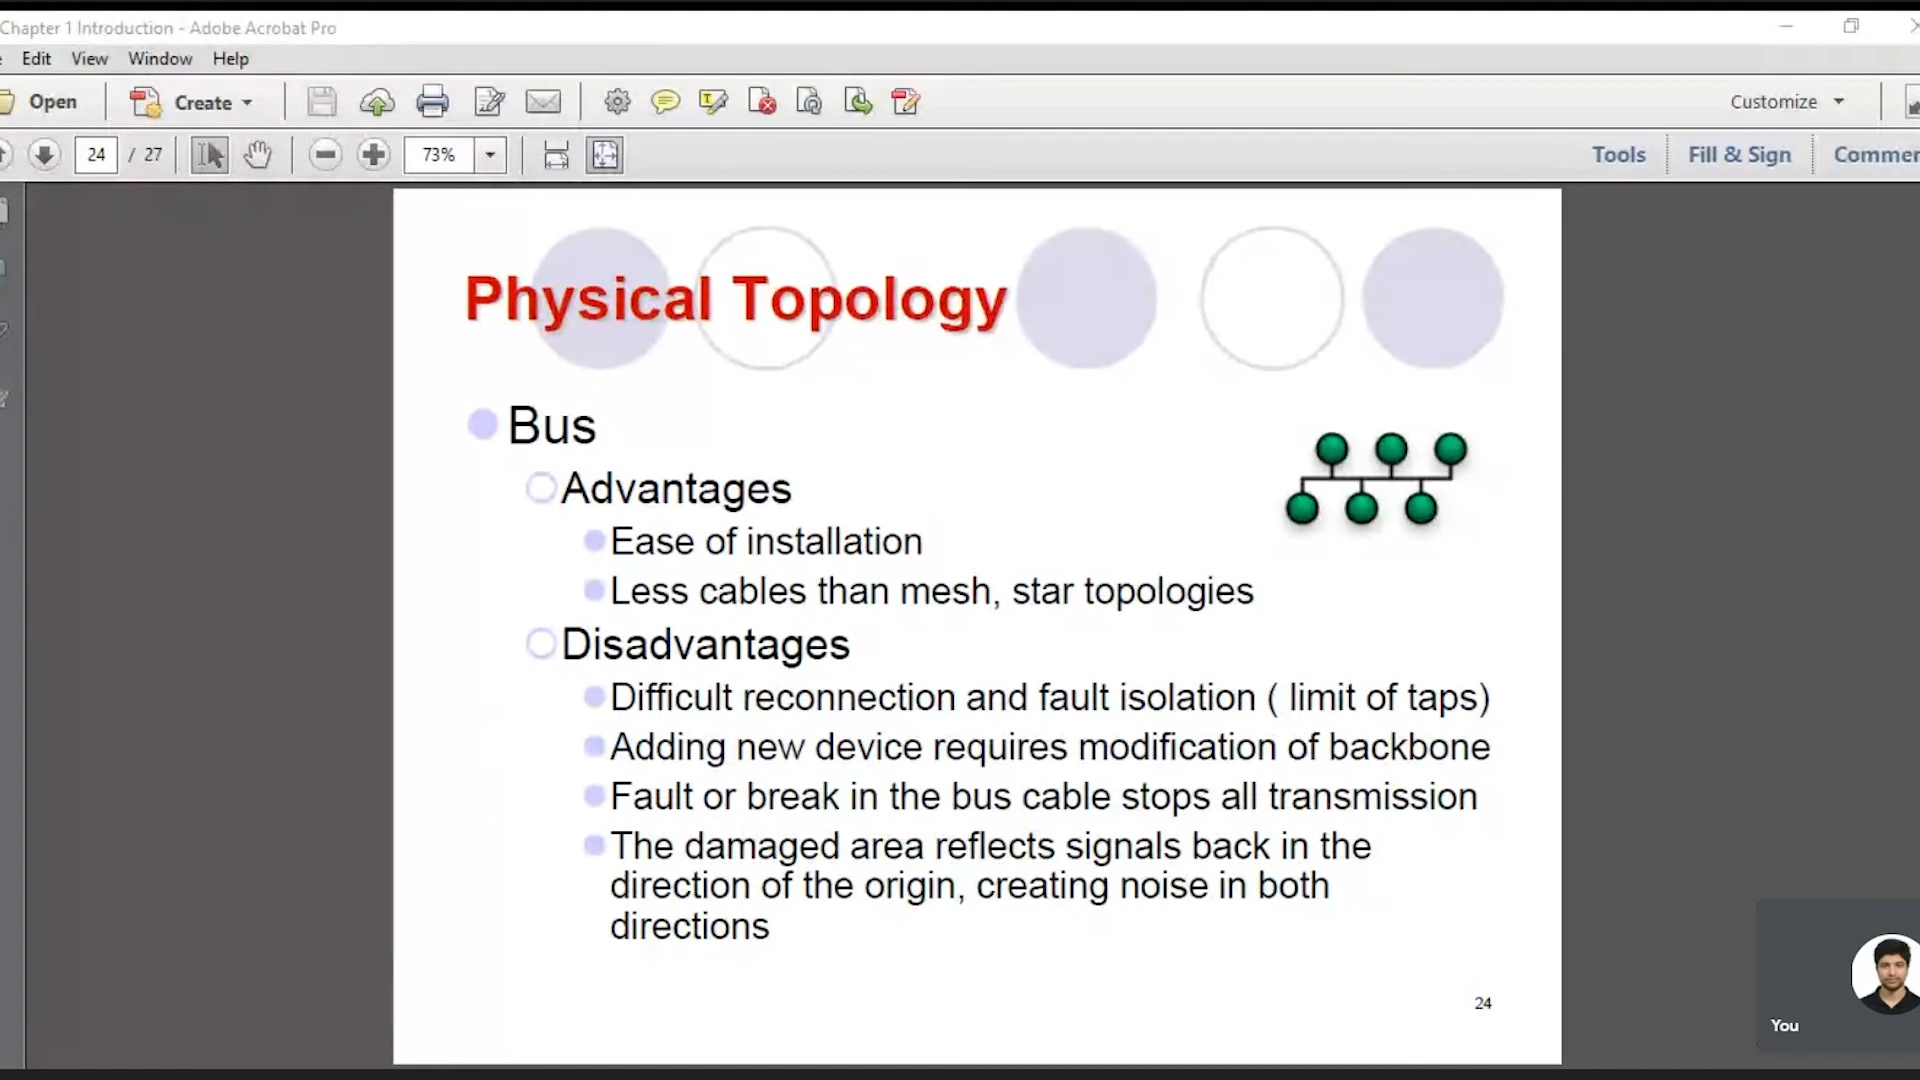 Chapter 1 Introduction - Adobe Acrobat Pro
Edit View Window Help
Open Create Customize
24 / 27 73% Tools Fill & Sign
Physical Topology
Bus
Advantages
Ease of installation
Less cables than mesh, star topologies
Disadvantages
Difficult reconnection and fault isolation ( limit of taps)
Adding new device requires modification of backbone
Fault or break in the bus cable stops all transmission
The damaged area reflects signals back in the
direction of the origin, creating noise in both
directions
24
You